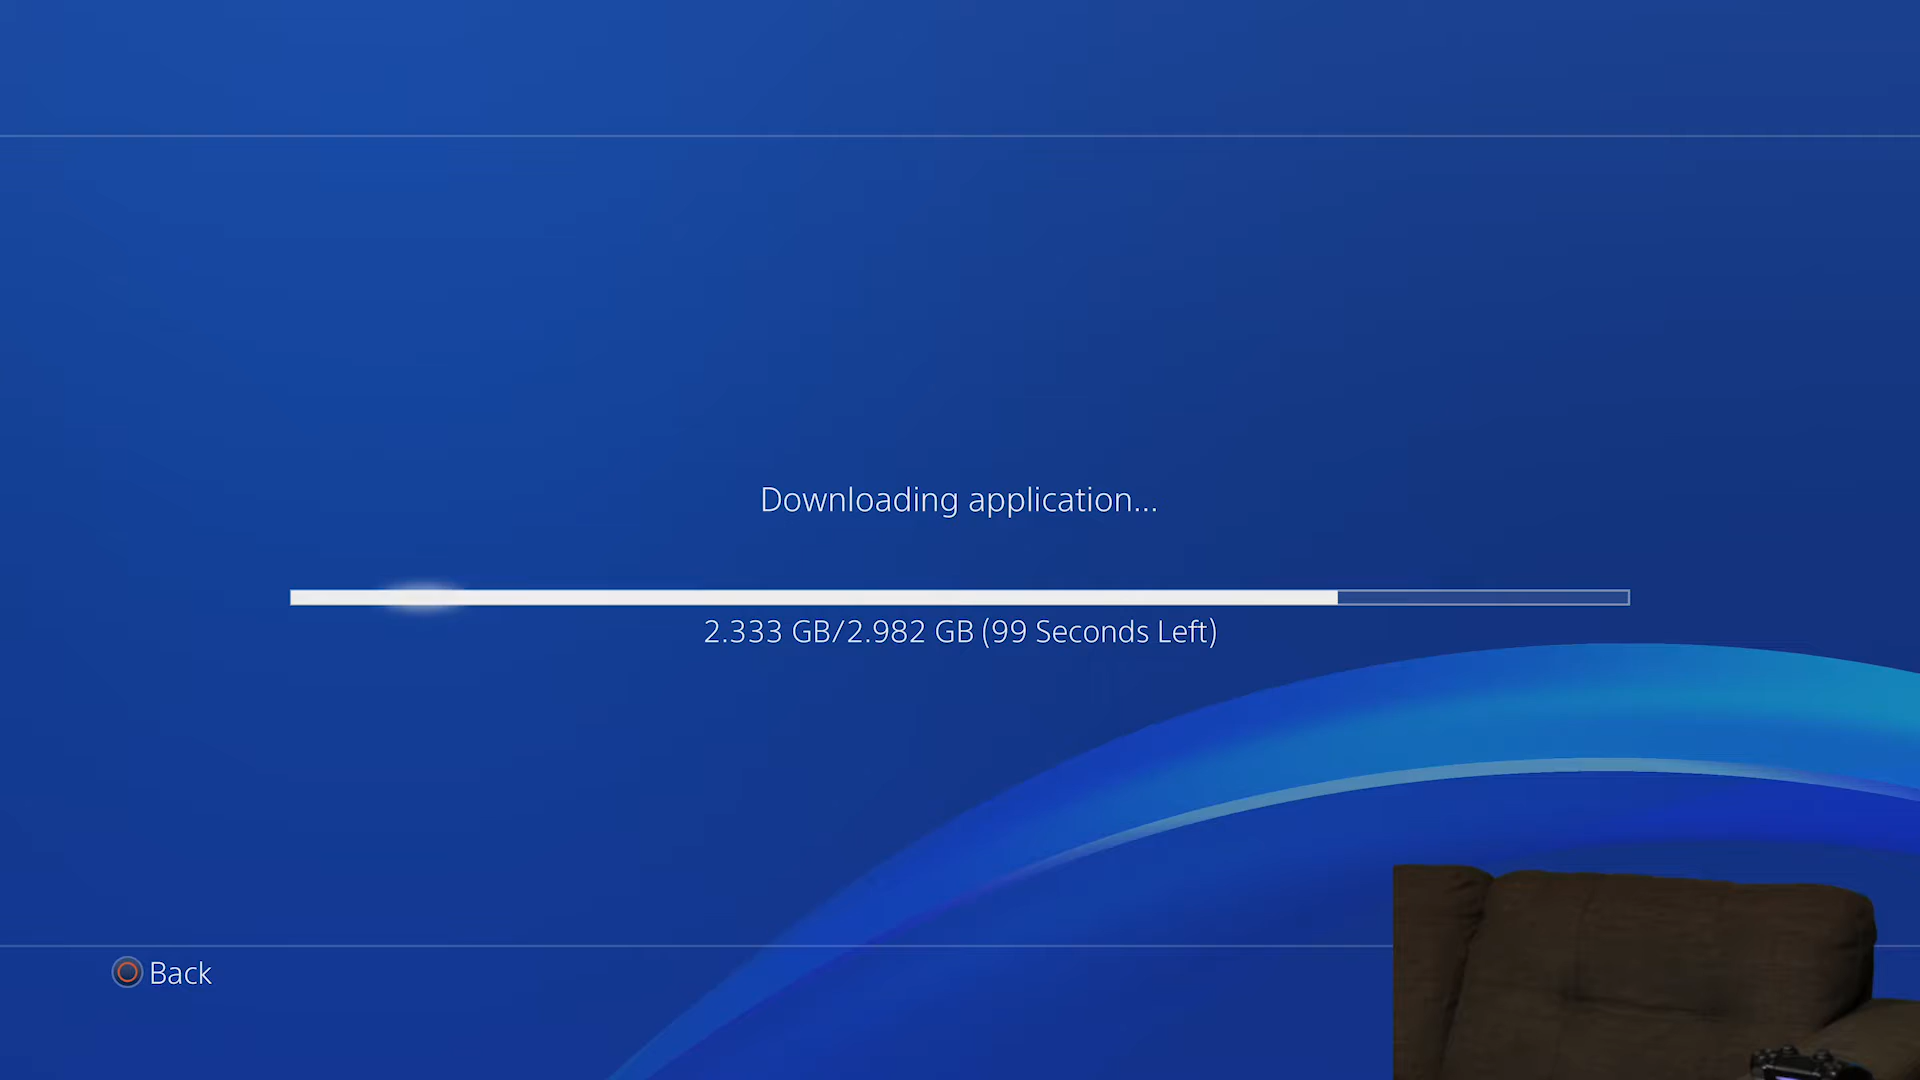 Downloading application...
2.333 GB/2.982 GB (99 Seconds Left)
Back